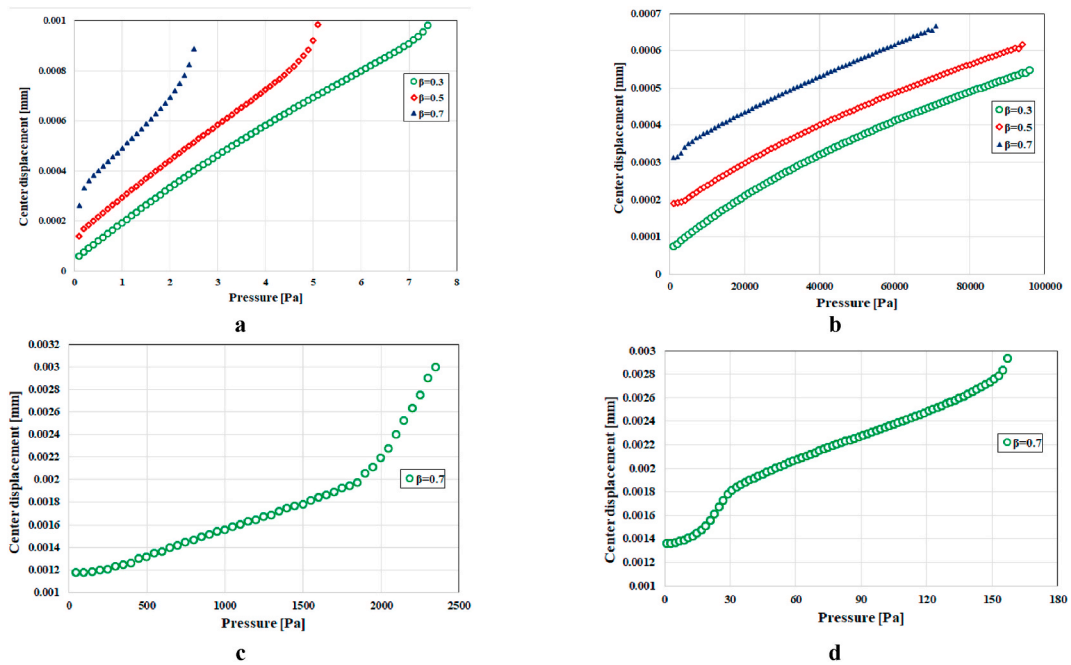 0.001
0.0008
0.0006
0.0004
0.0002
0
Center displacement [mm]
0 1 2 3 4 5 6 7 8
Pressure [Pa]
β=0.3
β=0.5
β=0.7
a
0.0007
0.0006
0.0005
0.0004
0.0003
0.0002
0.0001
0
Center displacement [mm]
0 20000 40000 60000 80000 100000
Pressure [Pa]
β=0.3
β=0.5
β=0.7
b
0.0032
0.003
0.0028
0.0026
0.0024
0.0022
0.002
0.0018
0.0016
0.0014
0.0012
0.001
Center displacement [mm]
0 500 1000 1500 2000 2500
Pressure [Pa]
β=0.7
c
0.003
0.0028
0.0026
0.0024
0.0022
0.002
0.0018
0.0016
0.0014
0.0012
0.001
Center displacement [mm]
0 30 60 90 120 150 180
Pressure [Pa]
β=0.7
d